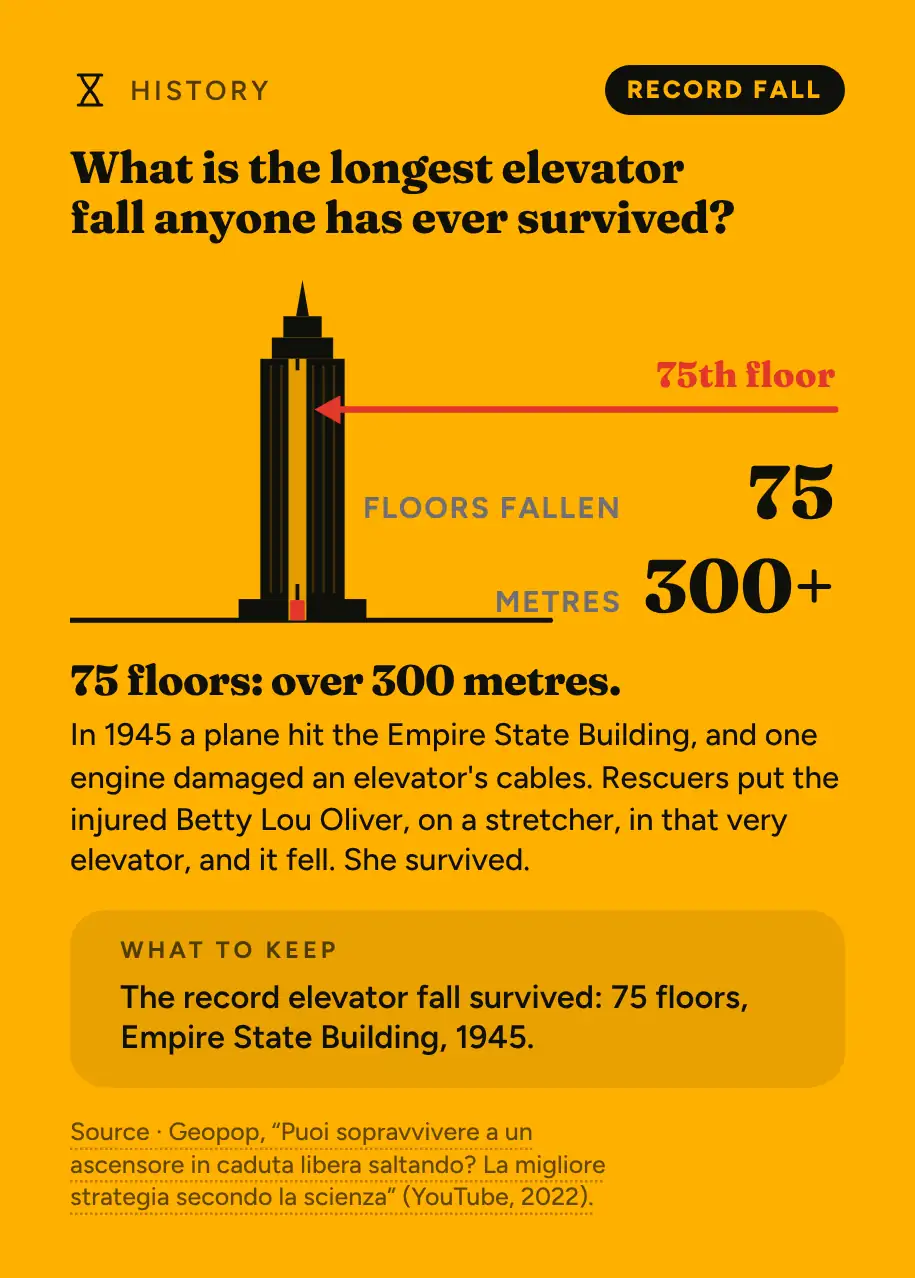 HISTORY
RECORD FALL
What is the longest elevator
fall anyone has ever survived?
75th floor
FLOORS FALLEN 75
METRES 300+
75 floors: over 300 metres.
In 1945 a plane hit the Empire State Building, and one
engine damaged an elevator's cables. Rescuers put the
injured Betty Lou Oliver, on a stretcher, in that very
elevator, and it fell. She survived.
WHAT TO KEEP
The record elevator fall survived: 75 floors,
Empire State Building, 1945.
Source · Geopop, “Puoi sopravvivere a un
ascensore in caduta libera saltando? La migliore
strategia secondo la scienza” (YouTube, 2022).